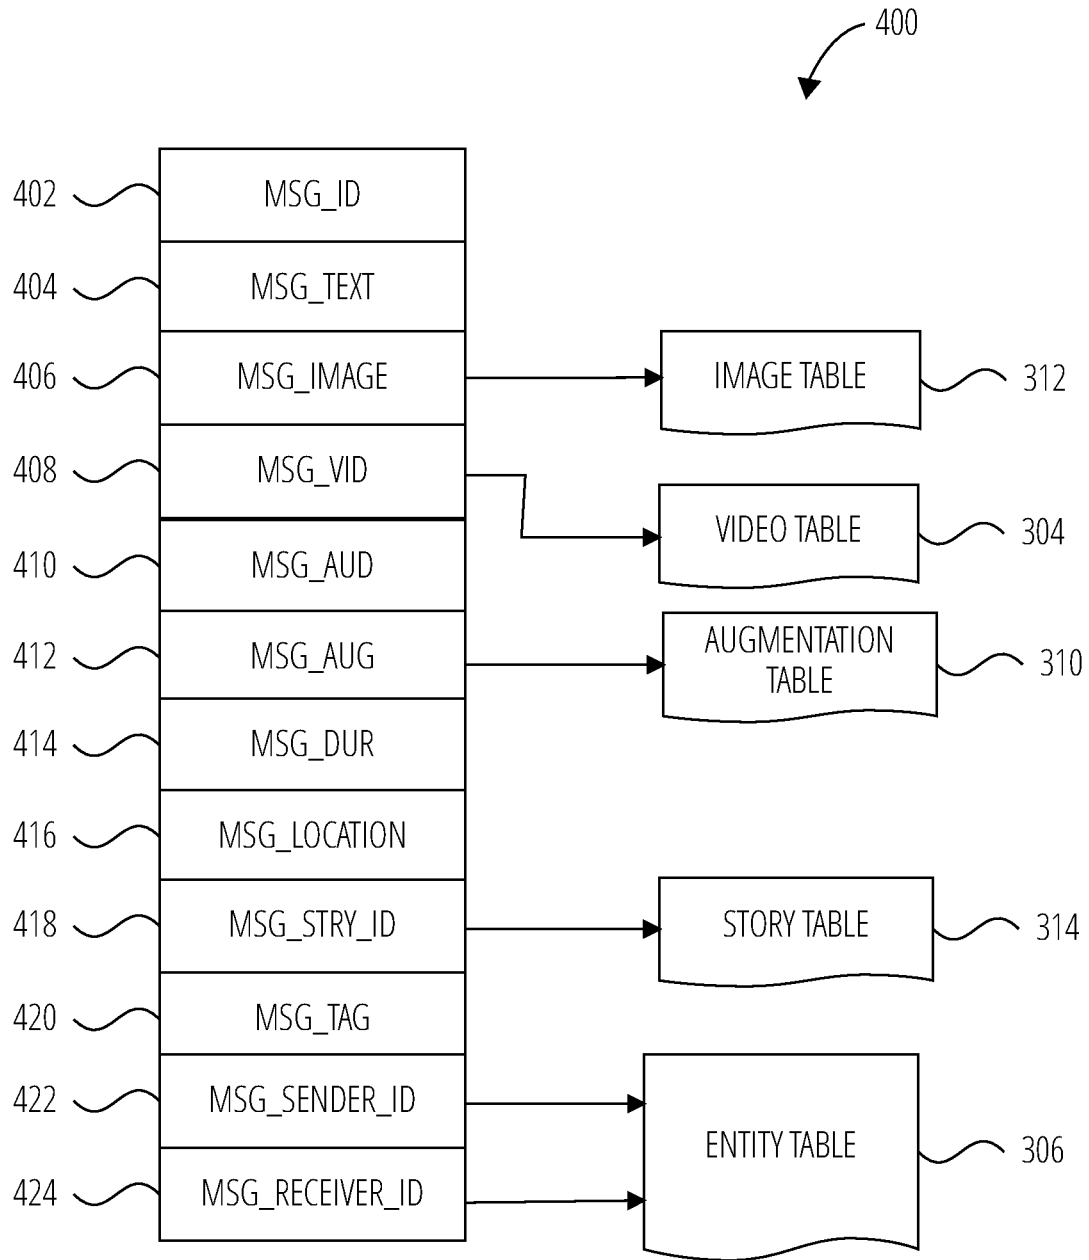 400
402 MSG_ID
404 MSG_TEXT
406 MSG_IMAGE IMAGE TABLE 312
408 MSG_VID VIDEO TABLE 304
410 MSG_AUD
412 MSG_AUG AUGMENTATION
TABLE 310
414 MSG_DUR
416 MSG_LOCATION
418 MSG_STRY_ID STORY TABLE 314
420 MSG_TAG
422 MSG_SENDER_ID
ENTITY TABLE 306
424 MSG_RECEIVER_ID